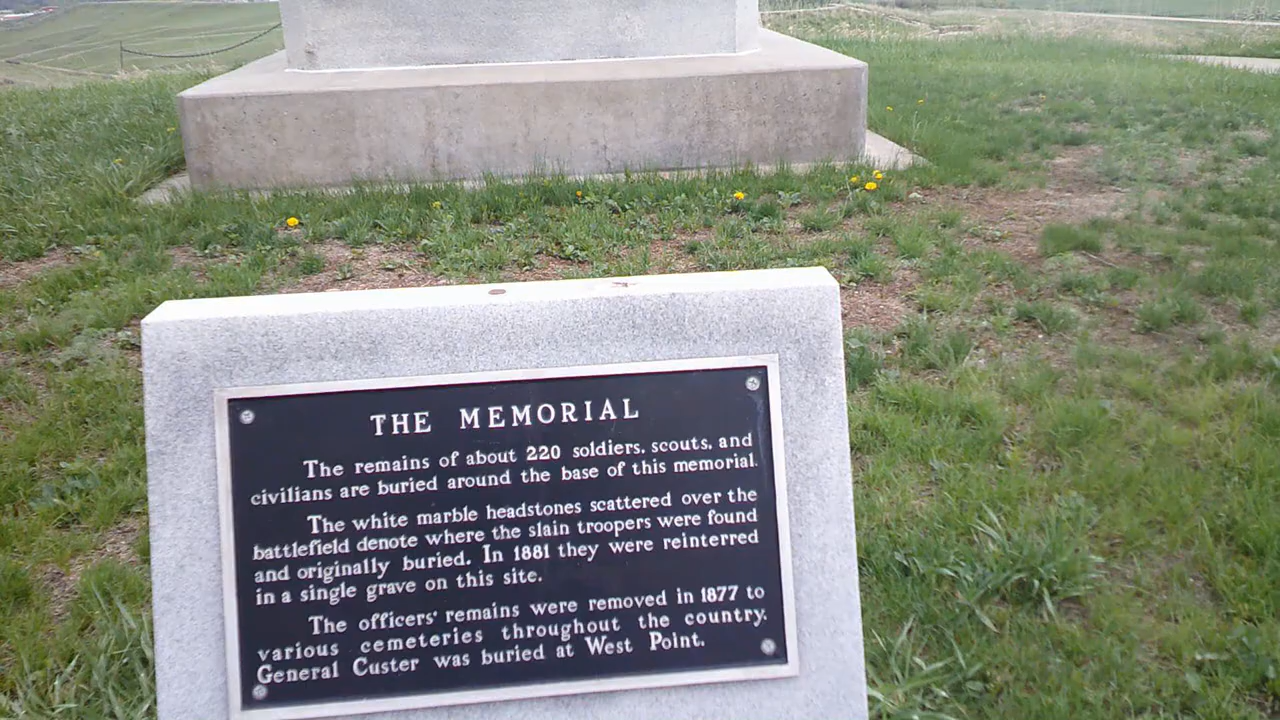 THE MEMORIAL
The remains of about 220 soldiers, scouts, and
civilians are buried around the base of this memorial.
The white marble headstones scattered over the
battlefield denote where the slain troopers were found
and originally buried. In 1881 they were reinterred
in a single grave on this site.
The officers' remains were removed in 1877 to
various cemeteries throughout the country.
General Custer was buried at West Point.